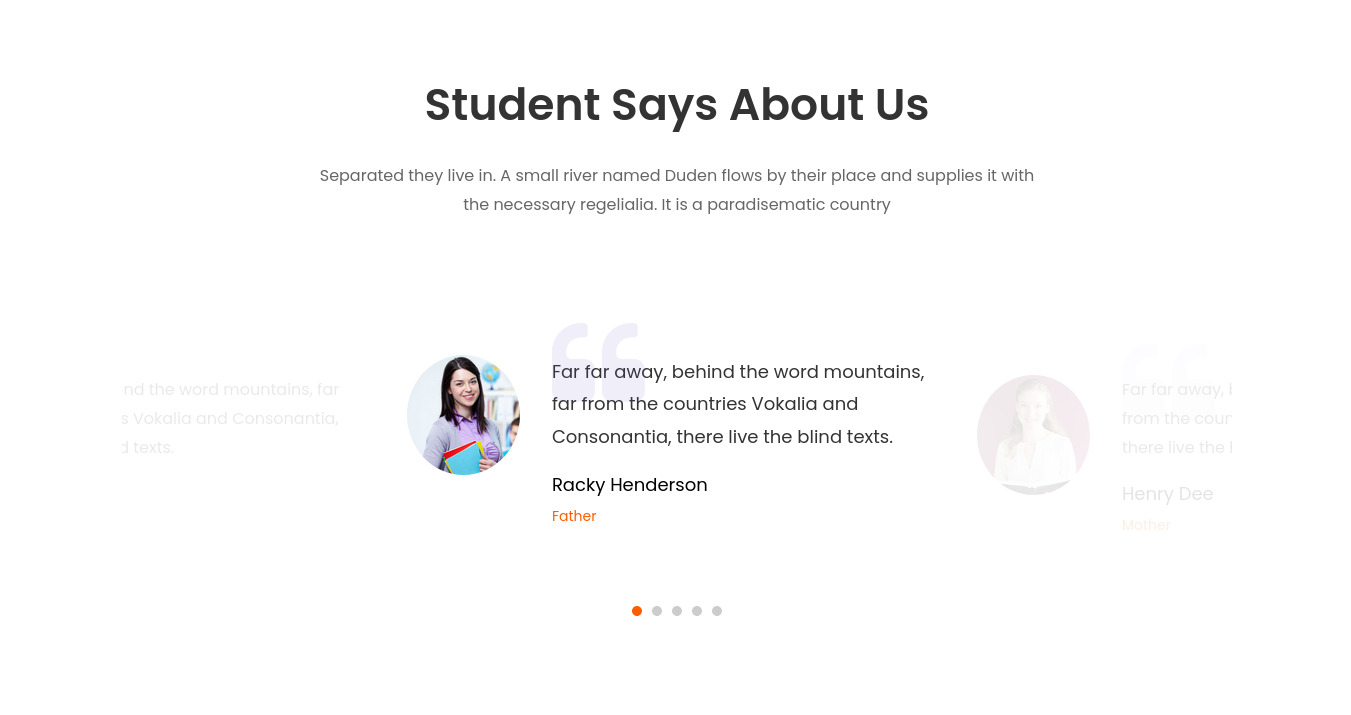 Student Says About Us
Separated they live in. A small river named Duden flows by their place and supplies it with
the necessary regelialia. It is a paradisematic country
nd the word mountains, far
s Vokalia and Consonantia,
d texts.
Far far away, behind the word mountains,
far from the countries Vokalia and
Consonantia, there live the blind texts.
Racky Henderson
Father
Far far away,
from the coun
there live the
Henry Dee
Mother